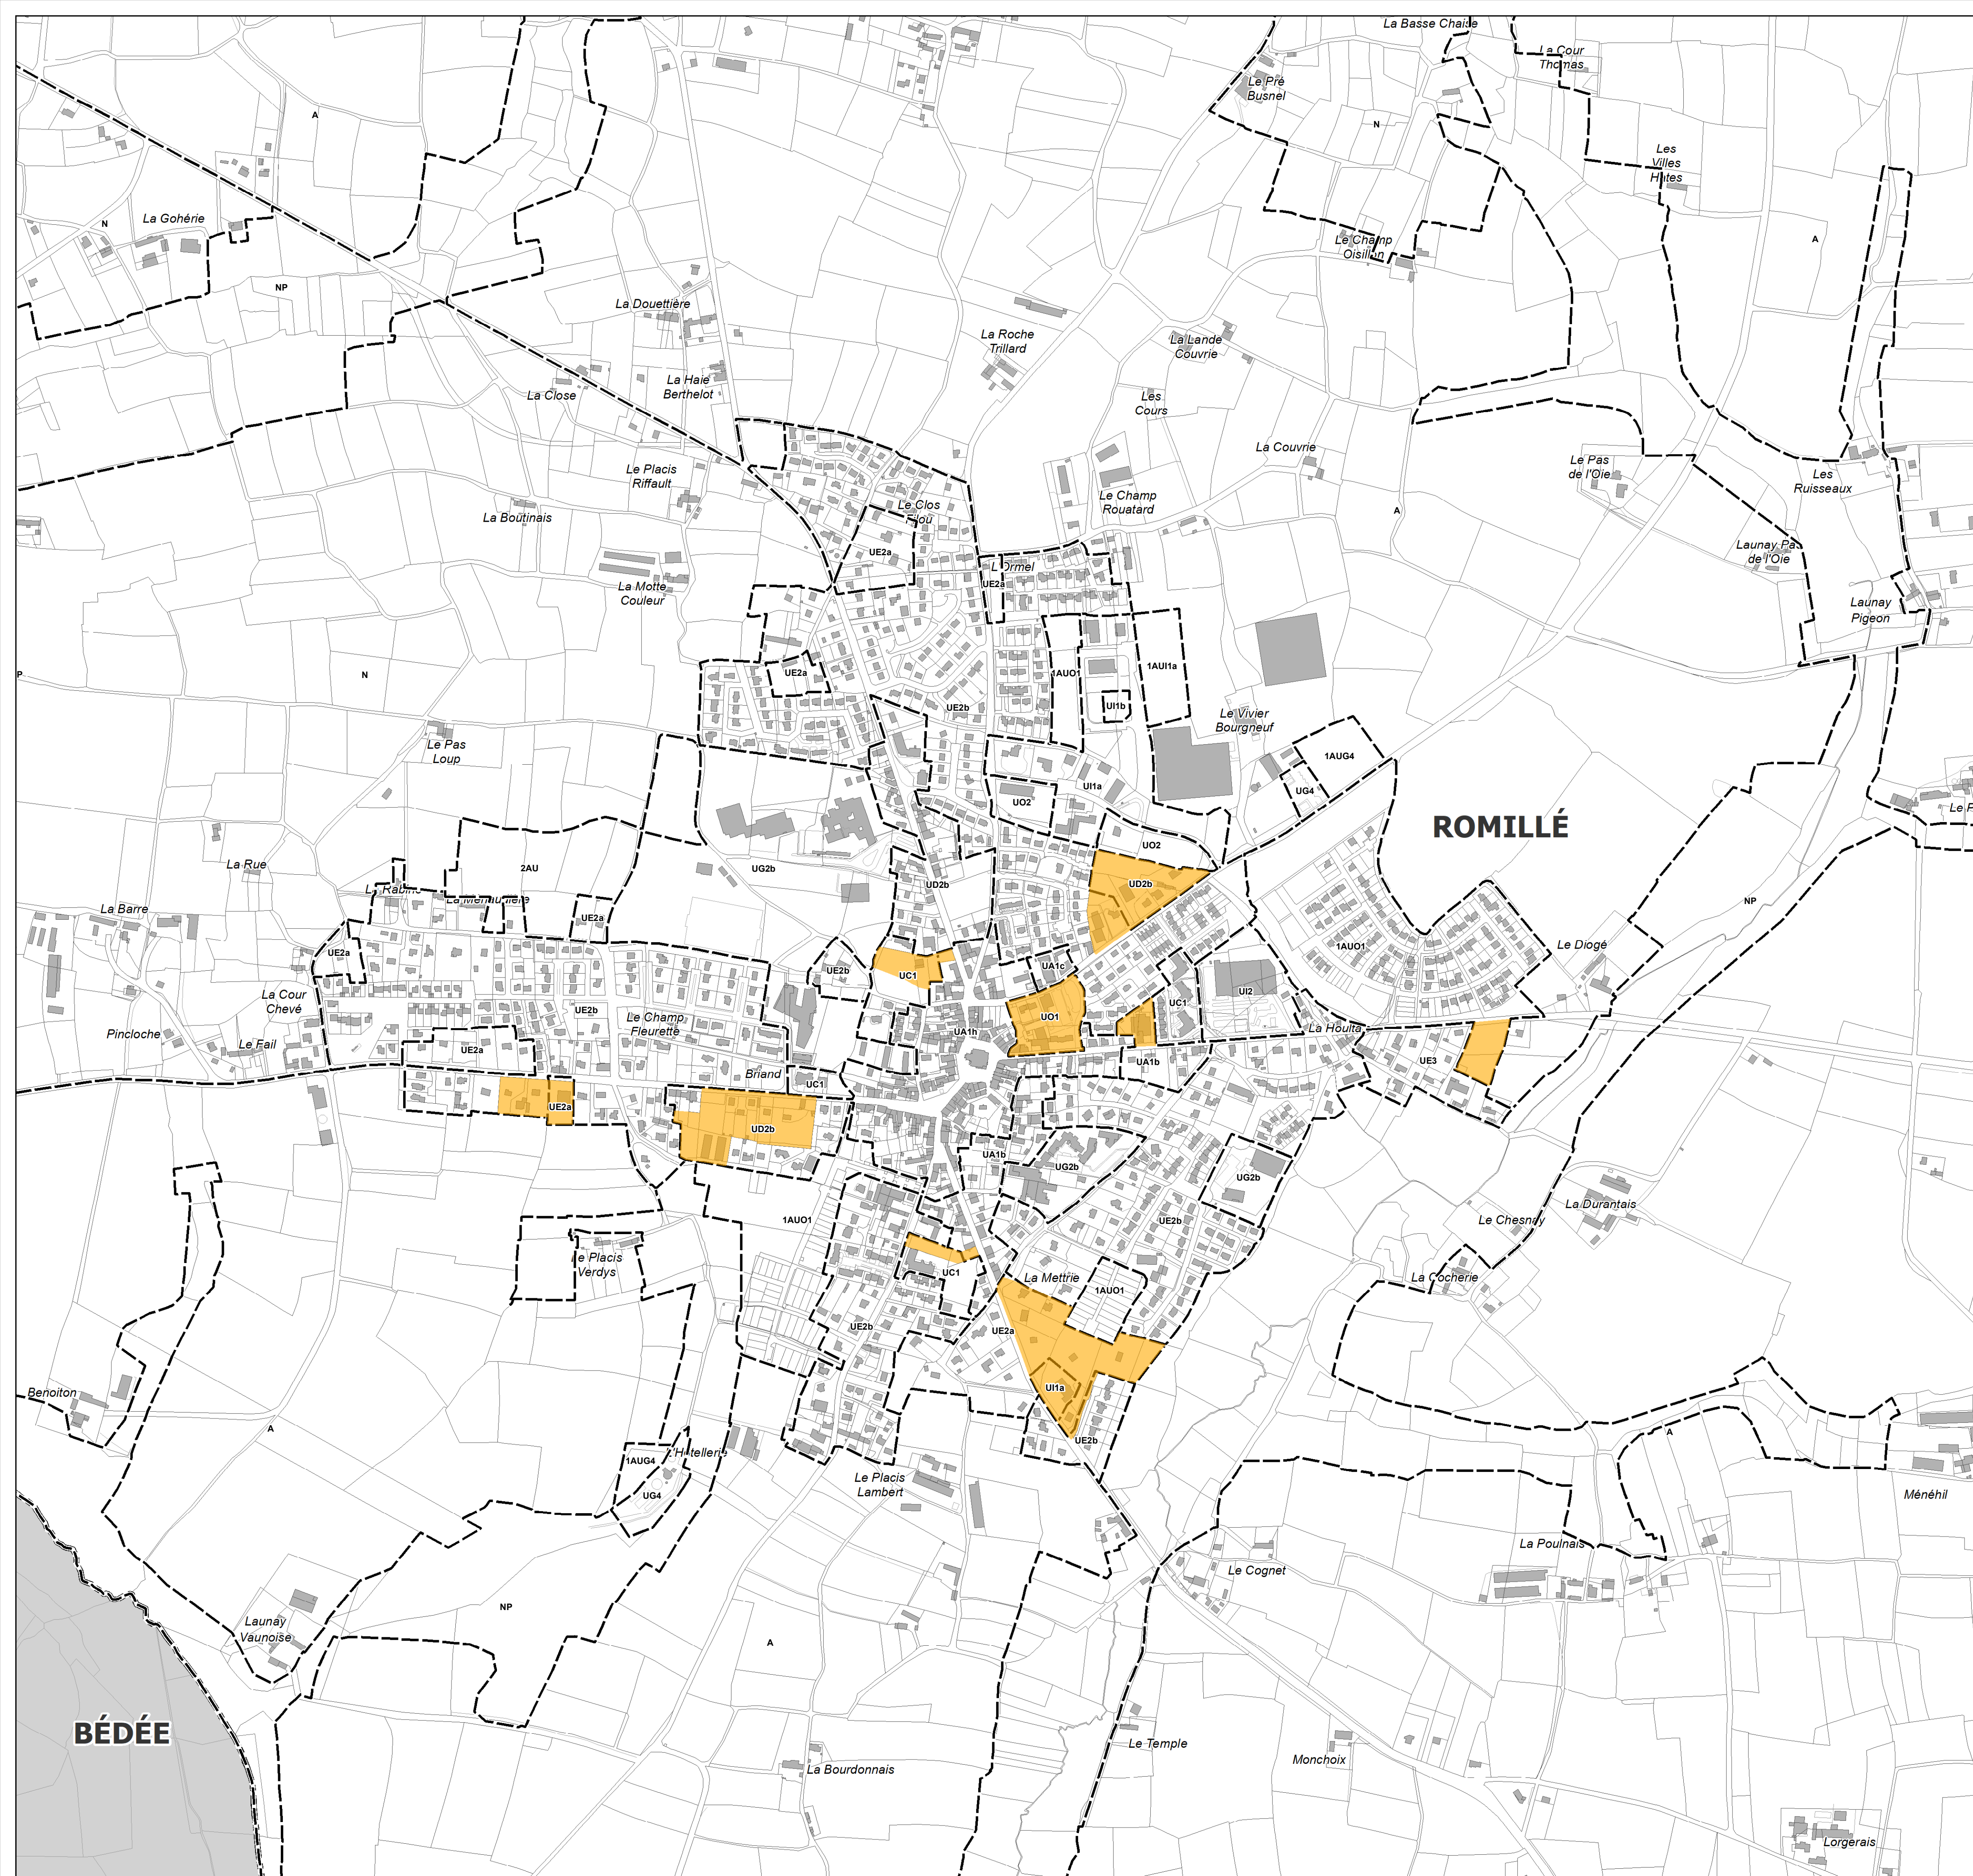 La Basse Chaise
La Cour
Thomas
Le Pré
Busnel
A
N
Les
Villes
Hates
La Gohérie
N
Le Champ
Oisillon
A
NP
La Douettière
La Roche
Trillard
La Lande
Couvrie
La Haie
Berthelot
La Close
Les
Cours
La Couvrie
Le Placis
Riffault
Le Pas
de l'Oie
Les
Ruisseaux
Le Champ
Rouatard
Le Clos
Filou
La Boutinais
A
UE2a
Launay Pas
de l'Oie
L'Ormel
UE2a
La Motte
Couleur
Launay
Pigeon
1AUI1a
P
N
UE2a
1AUO1
UI1b
UE2b
Le Vivier
Bourgneuf
Le Pas
Loup
1AUG4
UI1a
UG4
UO2
ROMILLÉ
UO2
La Rue
2AU
UG2b
UD2b
UD2b
La Rabine
NP
La Barre
UE2a
Le Diogé
1AUO1
UE2a
UA1c
UE2b
UC1
UI2
La Cour
Chevé
UC1
UE2b
Le Champ
Fleurette
UO1
La Houlta
Pincloche
UA1h
Le Fail
UE2a
UE3
UA1b
Briand
UC1
UE2a
UD2b
UA1b
UG2b
UG2b
La Durantais
1AUO1
UE2b
Le Chesnay
Le Placis
Verdys
UC1
La Mettrie
La Cocherie
1AUO1
UE2b
UE2a
Benoiton
UI1a
A
UE2b
A
L'Hotellerie
1AUG4
Le Placis
Lambert
UG4
Ménéhil
La Poulnais
Le Cognet
NP
Launay
Vaunoise
A
BÉDÉE
Le Temple
Monchoix
La Bourdonnais
Lorgerais